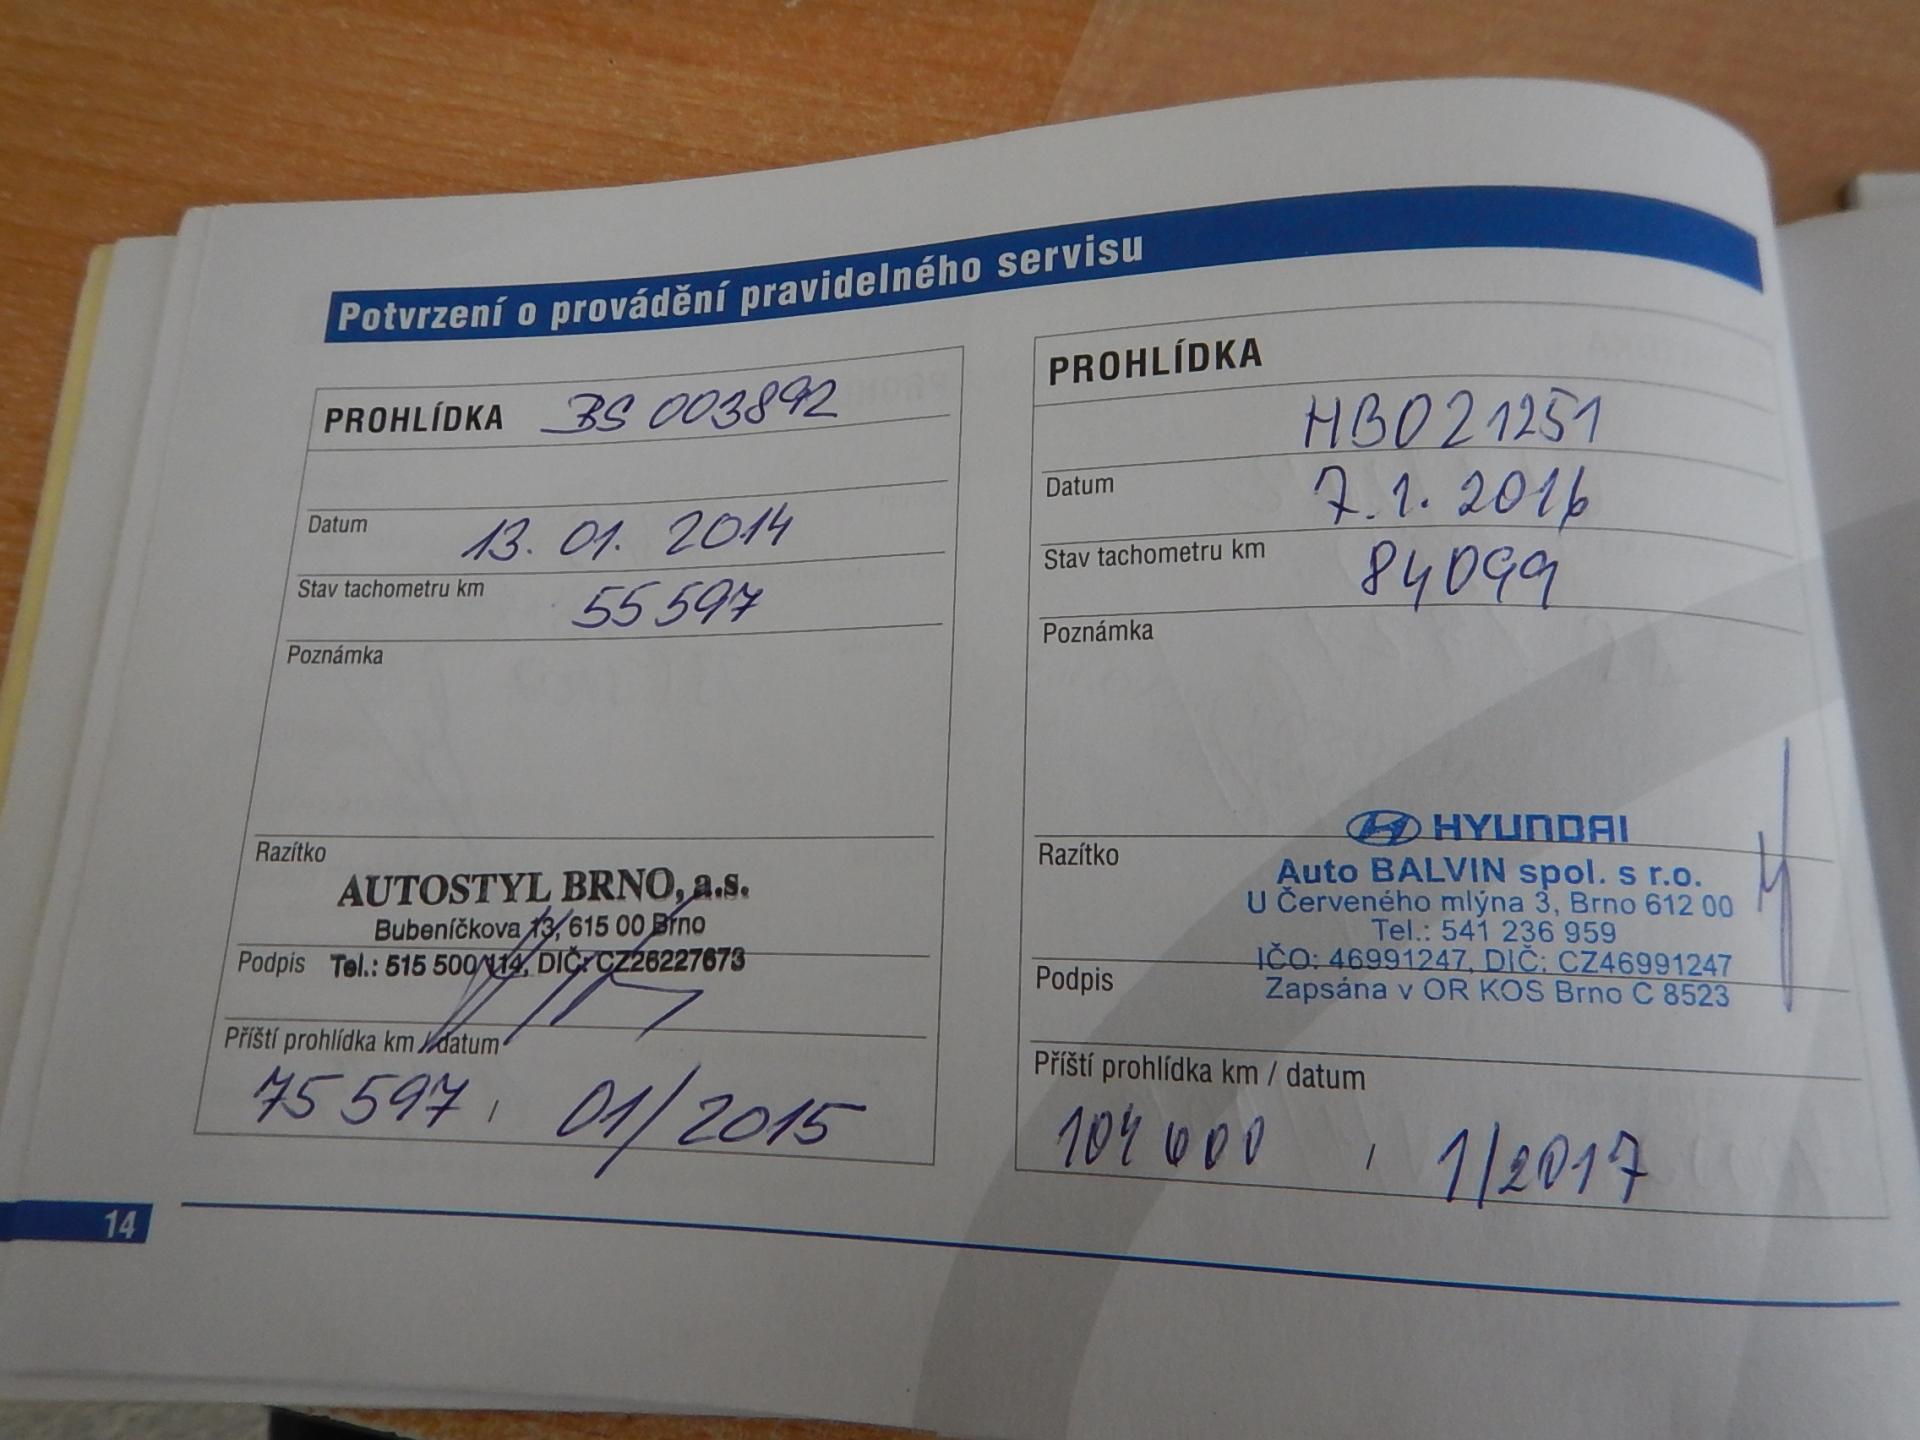 Potvrzení o provádění pravidelného servisu
PROHLÍDKA BS 003892
Datum 13. 01. 2014
Stav tachometru km 55 597
Poznámka
Razítko
AUTOSTYL BRNO, a.s.
Bubeníčkova 13, 615 00 Brno
Podpis Tel.: 515 500 114, DIČ: CZ26227673
Příští prohlídka km / datum
75 597, 01/2015
PROHLÍDKA
HB021251
Datum 7.1. 2016
Stav tachometru km 84099
Poznámka
HYUNDAI
Razítko Auto BALVIN spol. s r.o.
U Červeného mlýna 3, Brno 612 00
Tel.: 541 236 959
IČO: 46991247, DIČ: CZ46991247
Podpis Zapsána v OR KOS Brno C 8523
Příští prohlídka km / datum
104 000, 1/2017
14